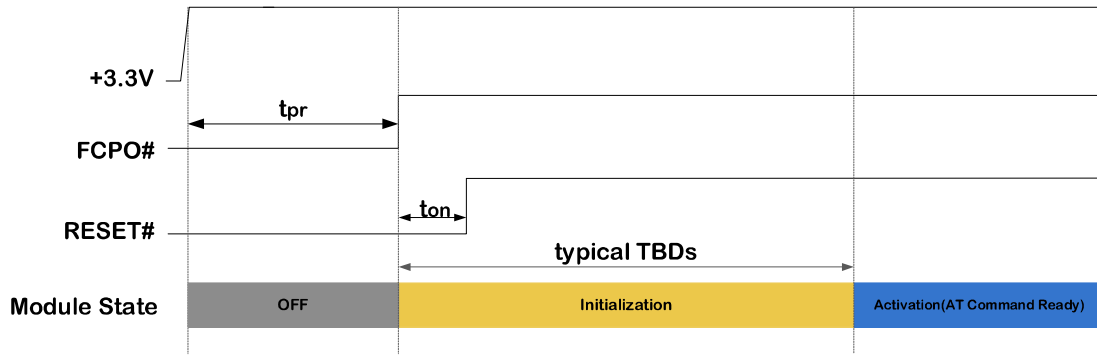 +3.3V
tpr
FCPO#
ton
RESET#
typical TBDs
Module State
OFF
Initialization
Activation(AT Command Ready)